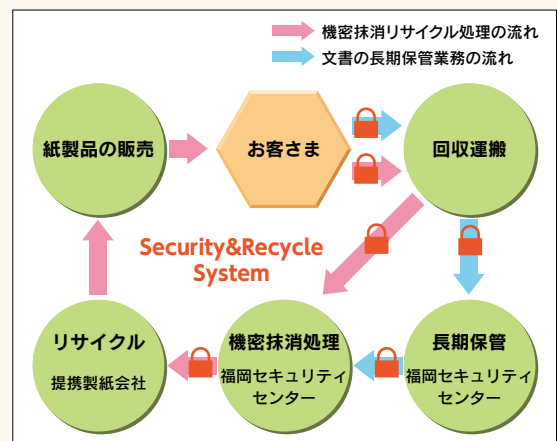 機密抹消リサイクル処理の流れ
文書の長期保管業務の流れ
紙製品の販売
お客さま
回収運搬
Security&Recycle
System
リサイクル
提携製紙会社
機密抹消処理
福岡セキュリティ
センター
長期保管
福岡セキュリティ
センター